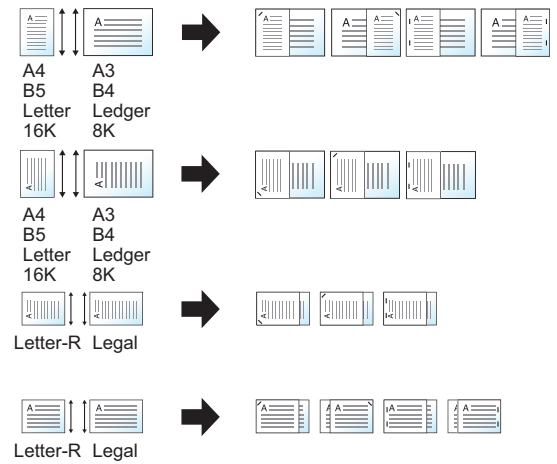 A A
A A A A
A4 A3
B5 B4
Letter Ledger
16K 8K
A A
A A A
A4 A3
B5 B4
Letter Ledger
16K 8K
A A
A A A
Letter-R Legal
A A
A A A A A A
Letter-R Legal